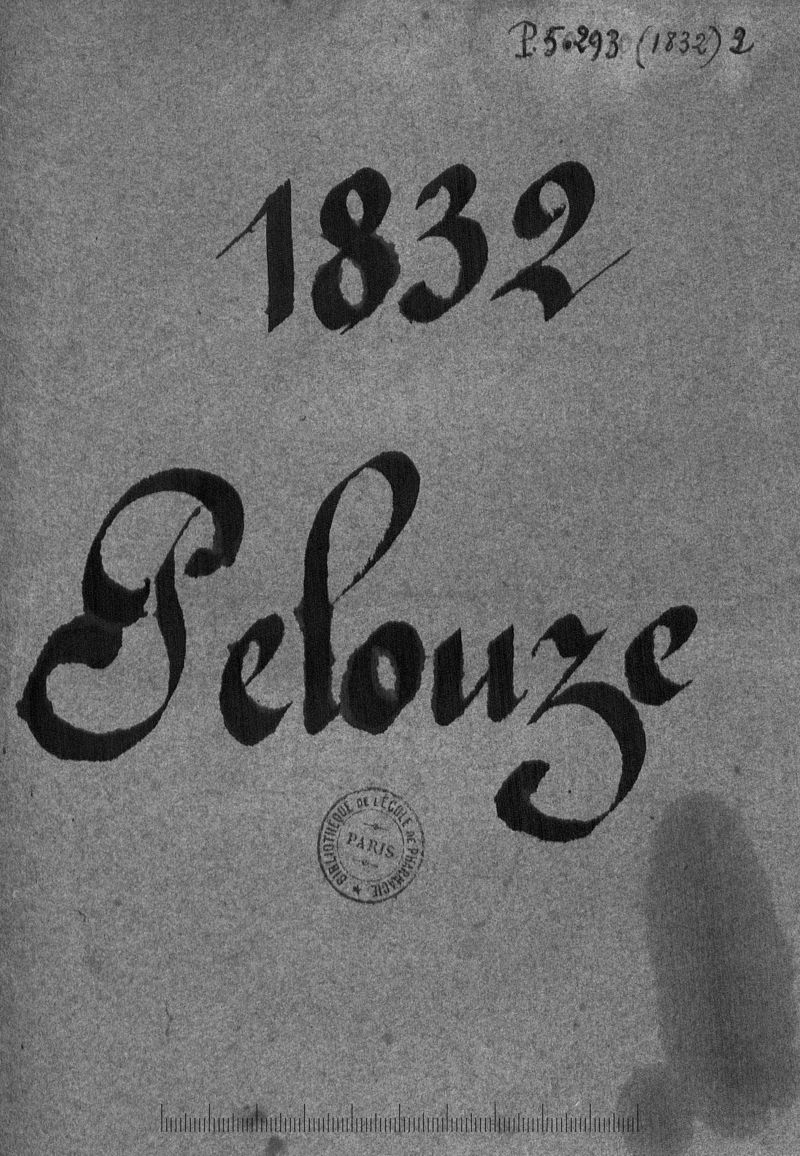 P. 5.293 (1832) 2
1832
Pelouze
BIBLIOTHÈQUE DE L'ÉCOLE DE PHARMACIE
PARIS